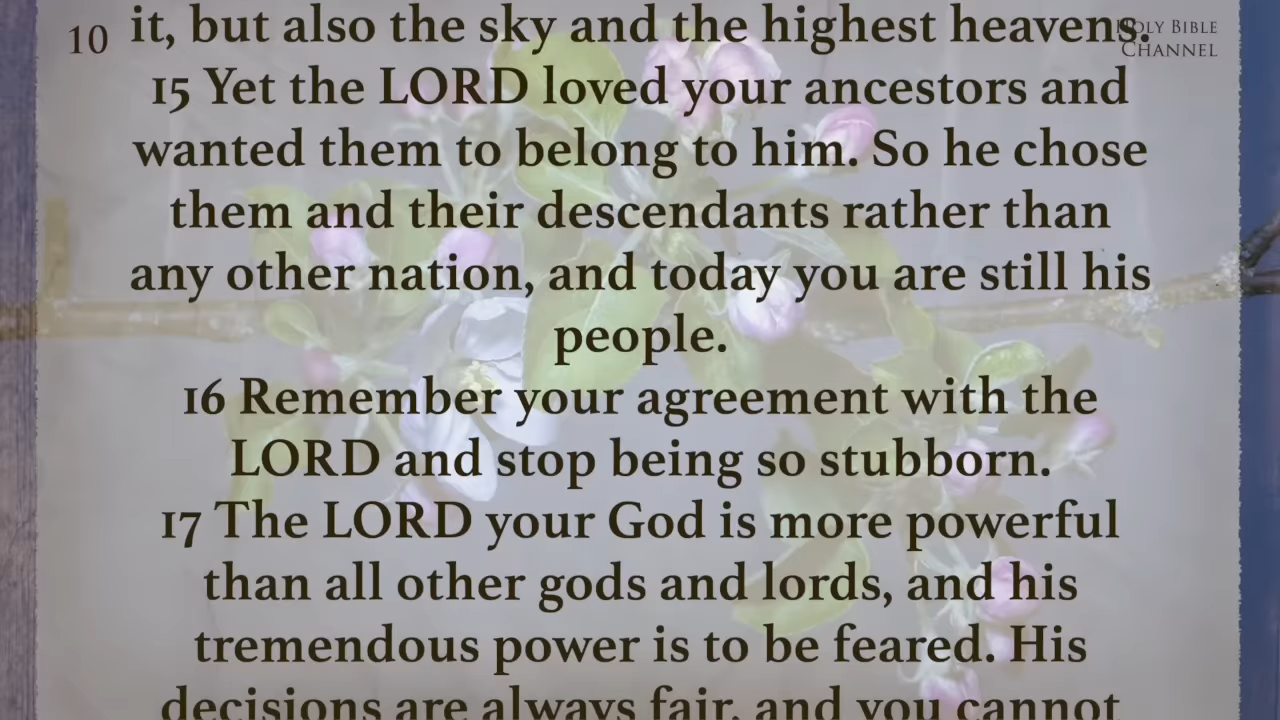 10
it, but also the sky and the highest heavens.
HOLY BIBLE
CHANNEL
15 Yet the LORD loved your ancestors and
wanted them to belong to him. So he chose
them and their descendants rather than
any other nation, and today you are still his
people.
16 Remember your agreement with the
LORD and stop being so stubborn.
17 The LORD your God is more powerful
than all other gods and lords, and his
tremendous power is to be feared. His
decisions are always fair, and you cannot